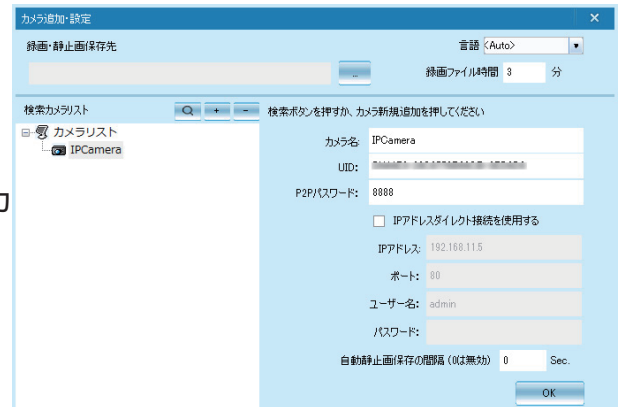 カメラ追加・設定
録画・静止画保存先
言語 <Auto>
...
録画ファイル時間 3 分
検索カメラリスト
検索ボタンを押すか、カメラ新規追加を押してください
カメラリスト
IPCamera
カメラ名: IPCamera
UID:
P2Pパスワード: 8888
IPアドレスダイレクト接続を使用する
IPアドレス: 192.168.11.5
ポート: 80
ユーザー名: admin
パスワード:
自動静止画保存の間隔 (0は無効) 0 Sec.
OK